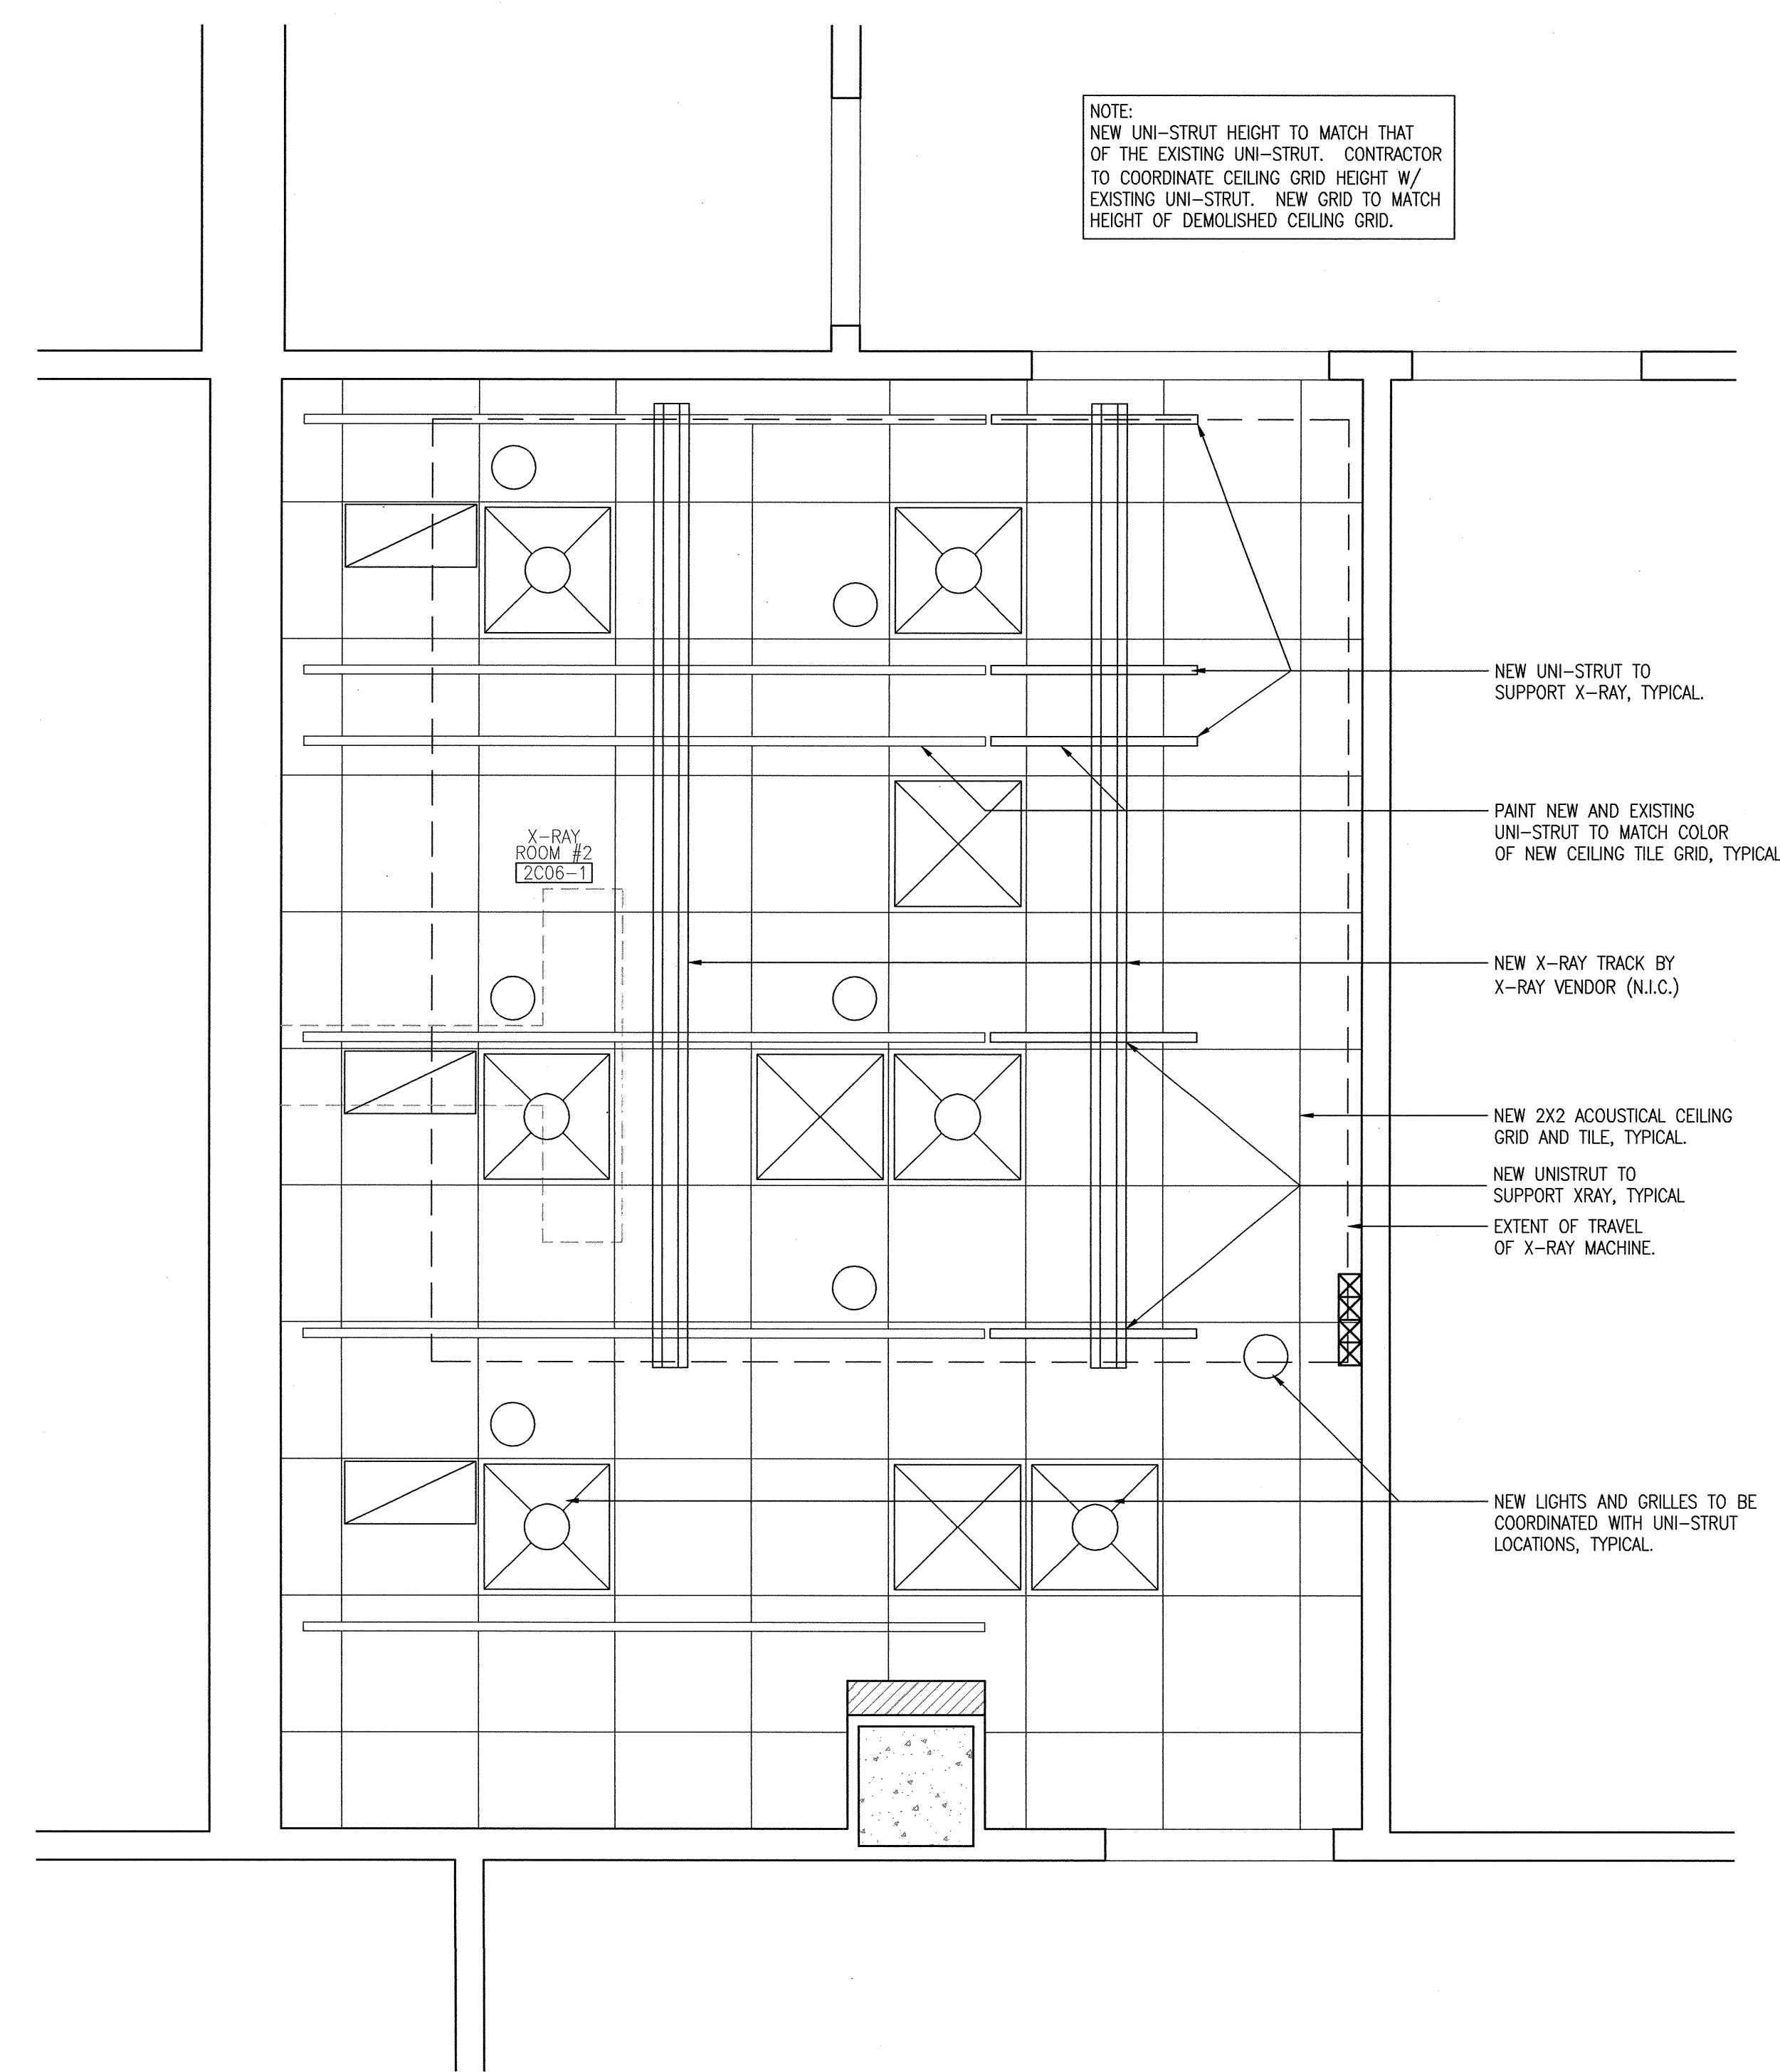 NOTE:
NEW UNI-STRUT HEIGHT TO MATCH THAT
OF THE EXISTING UNI-STRUT. CONTRACTOR
TO COORDINATE CEILING GRID HEIGHT W/
EXISTING UNI-STRUT. NEW GRID TO MATCH
HEIGHT OF DEMOLISHED CEILING GRID.
NEW UNI-STRUT TO
SUPPORT X-RAY, TYPICAL.
PAINT NEW AND EXISTING
UNI-STRUT TO MATCH COLOR
OF NEW CEILING TILE GRID, TYPICAL
X-RAY
ROOM #2
2C06-1
NEW X-RAY TRACK BY
X-RAY VENDOR (N.I.C.)
NEW 2X2 ACOUSTICAL CEILING
GRID AND TILE, TYPICAL.
NEW UNISTRUT TO
SUPPORT XRAY, TYPICAL
EXTENT OF TRAVEL
OF X-RAY MACHINE.
NEW LIGHTS AND GRILLES TO BE
COORDINATED WITH UNI-STRUT
LOCATIONS, TYPICAL.